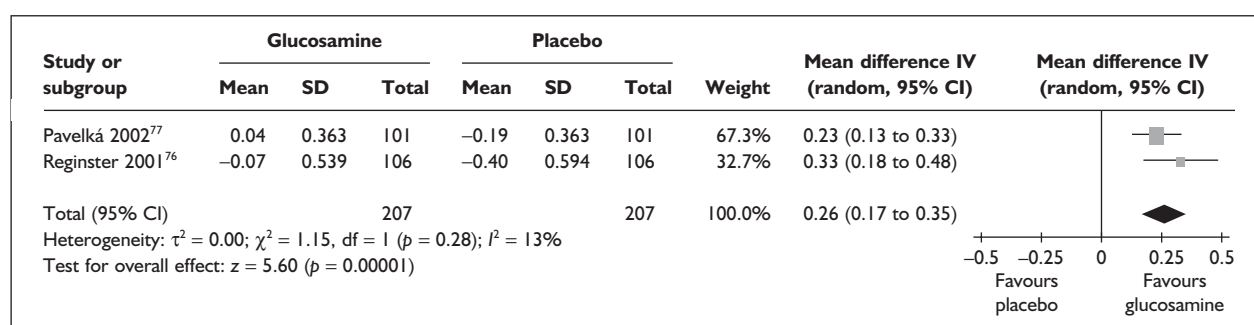 Glucosamine Placebo
Study or subgroup Mean SD Total Mean SD Total Weight Mean difference IV (random, 95% CI) Mean difference IV (random, 95% CI)
Pavelká 2002⁷⁷ 0.04 0.363 101 −0.19 0.363 101 67.3% 0.23 (0.13 to 0.33)
Reginster 2001⁷⁶ −0.07 0.539 106 −0.40 0.594 106 32.7% 0.33 (0.18 to 0.48)
Total (95% CI) 207 207 100.0% 0.26 (0.17 to 0.35)
Heterogeneity: τ² = 0.00; χ² = 1.15, df = 1 (p = 0.28); I² = 13%
Test for overall effect: z = 5.60 (p = 0.00001)
−0.5 −0.25 0 0.25 0.5
Favours placebo Favours glucosamine